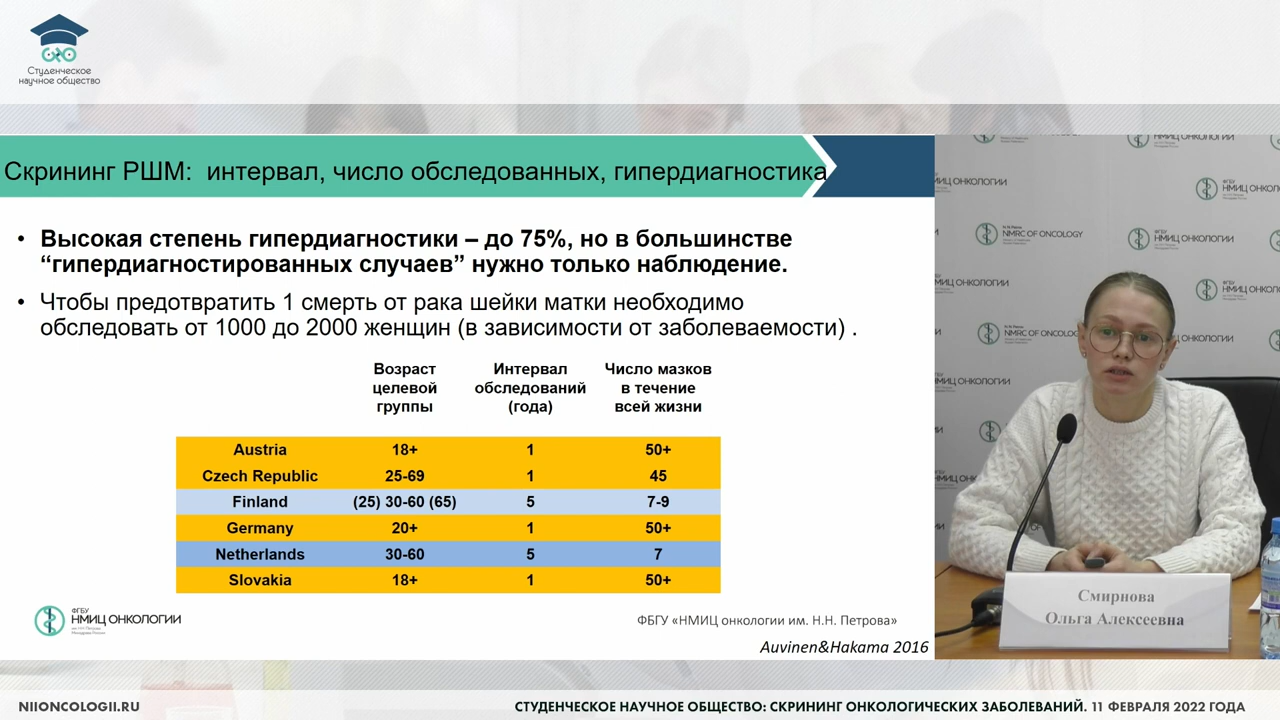 Студенческое
научное общество
Скрининг РШМ: интервал, число обследованных, гипердиагностика
• Высокая степень гипердиагностики – до 75%, но в большинстве
“гипердиагностированных случаев” нужно только наблюдение.
• Чтобы предотвратить 1 смерть от рака шейки матки необходимо
обследовать от 1000 до 2000 женщин (в зависимости от заболеваемости) .
Возраст целевой группы Интервал обследований (года) Число мазков в течение всей жизни
Austria 18+ 1 50+
Czech Republic 25-69 1 45
Finland (25) 30-60 (65) 5 7-9
Germany 20+ 1 50+
Netherlands 30-60 5 7
Slovakia 18+ 1 50+
ФГБУ
НМИЦ ОНКОЛОГИИ
ФБГУ «НМИЦ онкологии им. Н.Н. Петрова»
Auvinen&Hakama 2016
NMRC OF ONCOLOGY
НМИЦ ОНКОЛОГИИ
Смирнова
Ольга Алексеевна
NIIONCOLOGII.RU
СТУДЕНЧЕСКОЕ НАУЧНОЕ ОБЩЕСТВО: СКРИНИНГ ОНКОЛОГИЧЕСКИХ ЗАБОЛЕВАНИЙ. 11 ФЕВРАЛЯ 2022 ГОДА